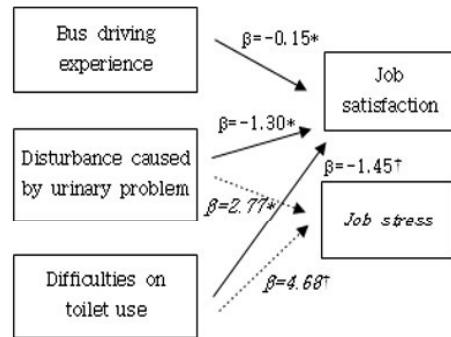 Bus driving
experience
β=-0.15*
Job
satisfaction
β=-1.30*
Disturbance caused
by urinary problem
β=-1.45†
β=2.77*
Job stress
Difficulties on
toilet use
β=4.68†